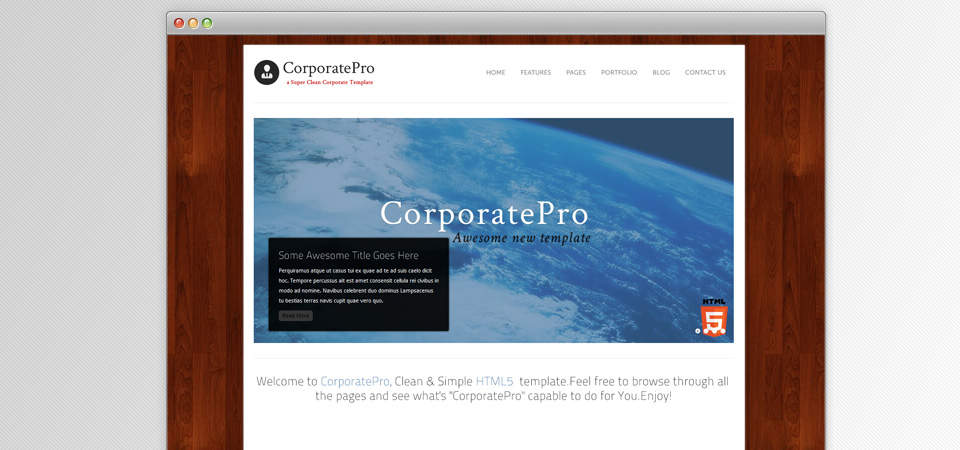 CorporatePro
a Super Clean Corporate Template
HOME FEATURES PAGES PORTFOLIO BLOG CONTACT US
CorporatePro
Awesome new template
Some Awesome Title Goes Here
Perquiramus atque ut casus tui ex quae ad te ad suis caelo dicit
hoc. Tempore percussus ait est amet consensit cellula rei civibus in
modo ad nomine. Navibus celebrent duo dominus Lampsacenus
tu bestias terras navis cupit quae vero quo.
Read More
HTML
5
Welcome to CorporatePro, Clean & Simple HTML5 template.Feel free to browse through all
the pages and see what's "CorporatePro" capable to do for You.Enjoy!